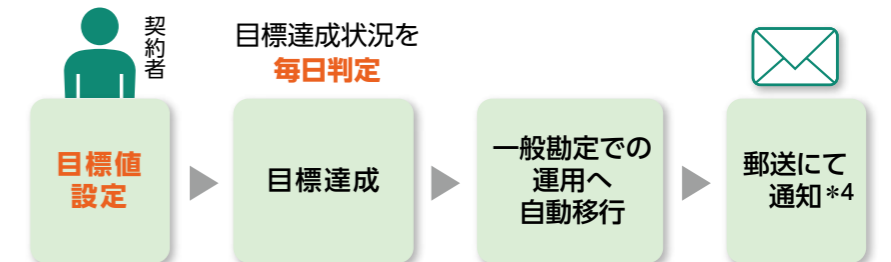 契約者
目標達成状況を
毎日判定
目標値
設定
目標達成
一般勘定での
運用へ
自動移行
郵送にて
通知*4